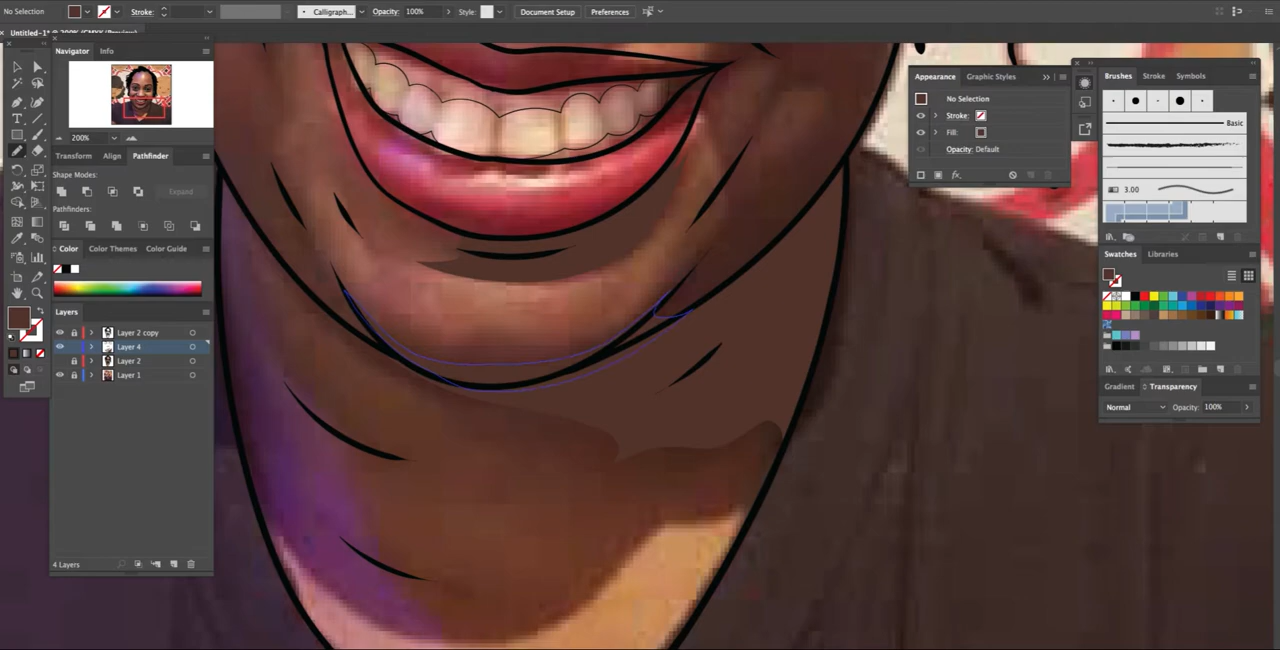 No Selection
Stroke:
Calligraph...
Opacity: 100%
Style:
Document Setup
Preferences
Navigator
Info
200%
Transform
Align
Pathfinder
Shape Modes:
Expand
Pathfinders:
Color
Color Themes
Color Guide
Layers
Layer 2 copy
Layer 4
Layer 2
Layer 1
4 Layers
Appearance
Graphic Styles
No Selection
Stroke:
Fill:
Opacity: Default
fx
Brushes
Stroke
Symbols
Basic
3.00
Swatches
Libraries
Gradient
Transparency
Normal
Opacity: 100%